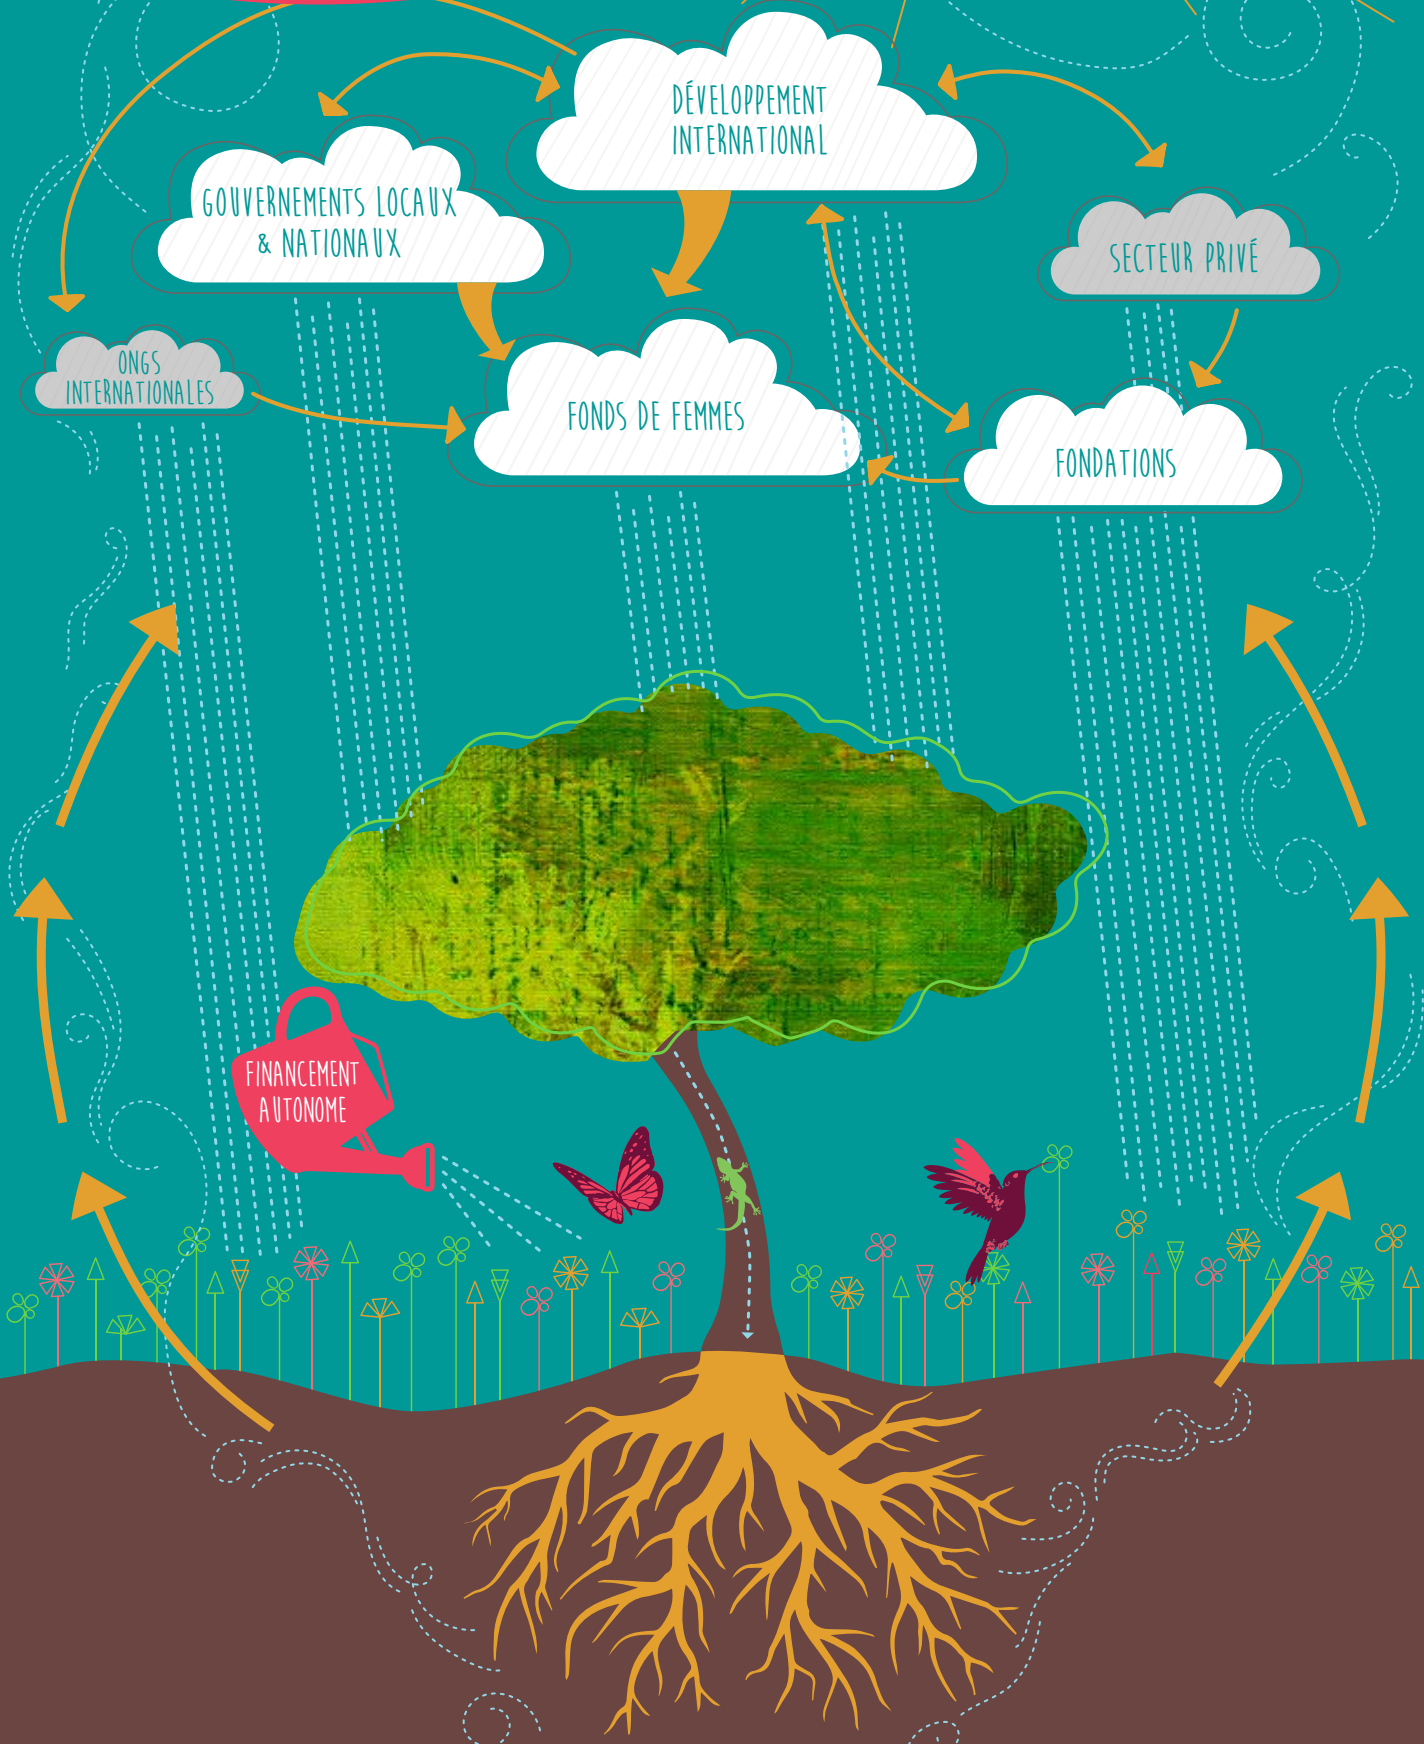 DÉVELOPPEMENT
INTERNATIONAL
GOUVERNEMENTS LOCAUX
& NATIONAUX
SECTEUR PRIVÉ
ONGS
INTERNATIONALES
FONDS DE FEMMES
FONDATIONS
FINANCEMENT
AUTONOME